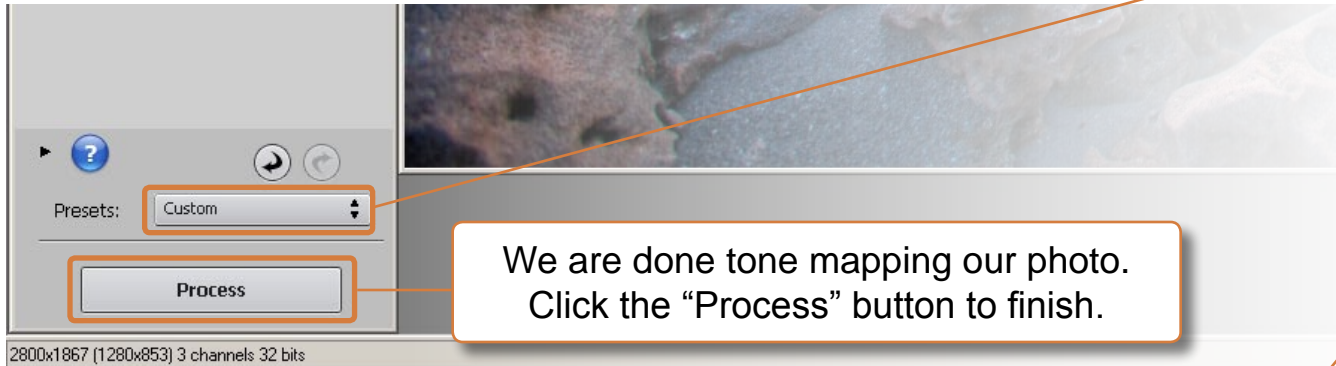 ?
Presets:
Custom
We are done tone mapping our photo.
Click the “Process” button to finish.
Process
2800x1867 (1280x853) 3 channels 32 bits